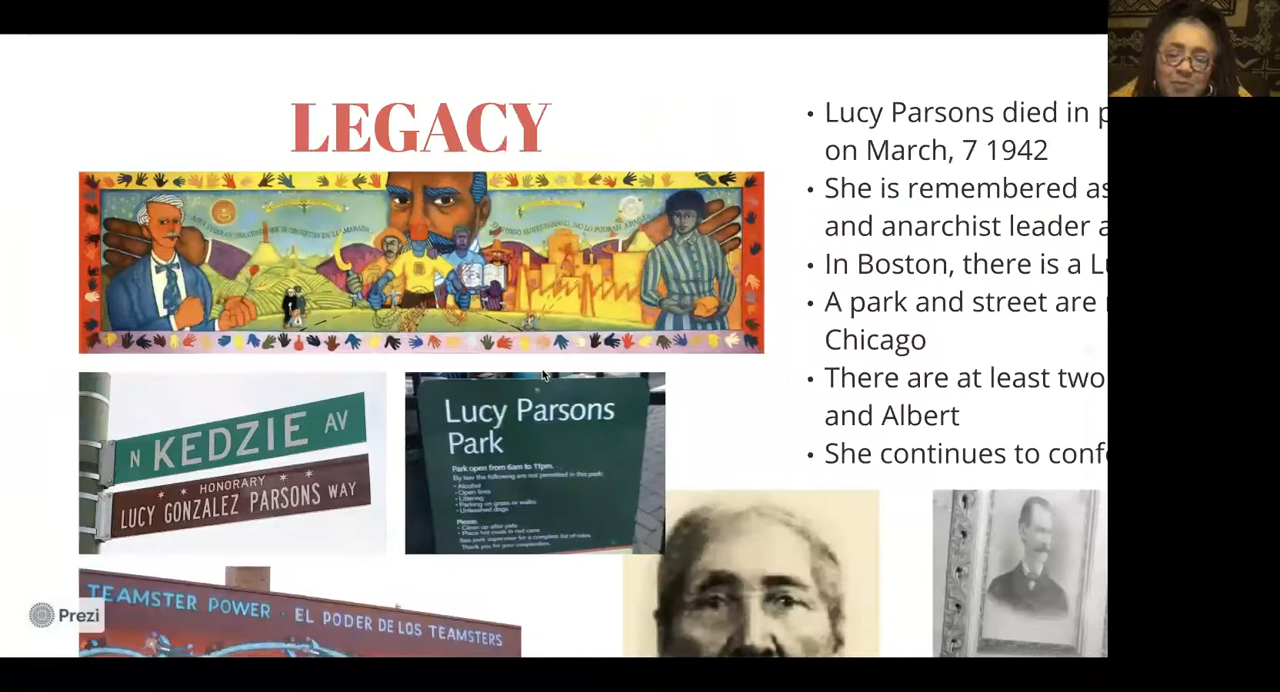 LEGACY
Lucy Parsons died in p
on March, 7 1942
She is remembered as
and anarchist leader a
In Boston, there is a L
A park and street are
Chicago
There are at least two
and Albert
She continues to conf
N KEDZIE AV
HONORARY
LUCY GONZALEZ PARSONS WAY
Lucy Parsons
Park
Park open from 6am to 11pm.
By law the following are not permitted in this park:
• Alcohol
• Open fires
• Littering
• Parking on grass or walks
• Unleashed dogs
Please:
• Clean up after pets
• Place hot coals in red cans
See park supervisor for a complete list of rules
Thank you for your cooperation.
TEAMSTER POWER · EL PODER DE LOS TEAMSTERS
Prezi